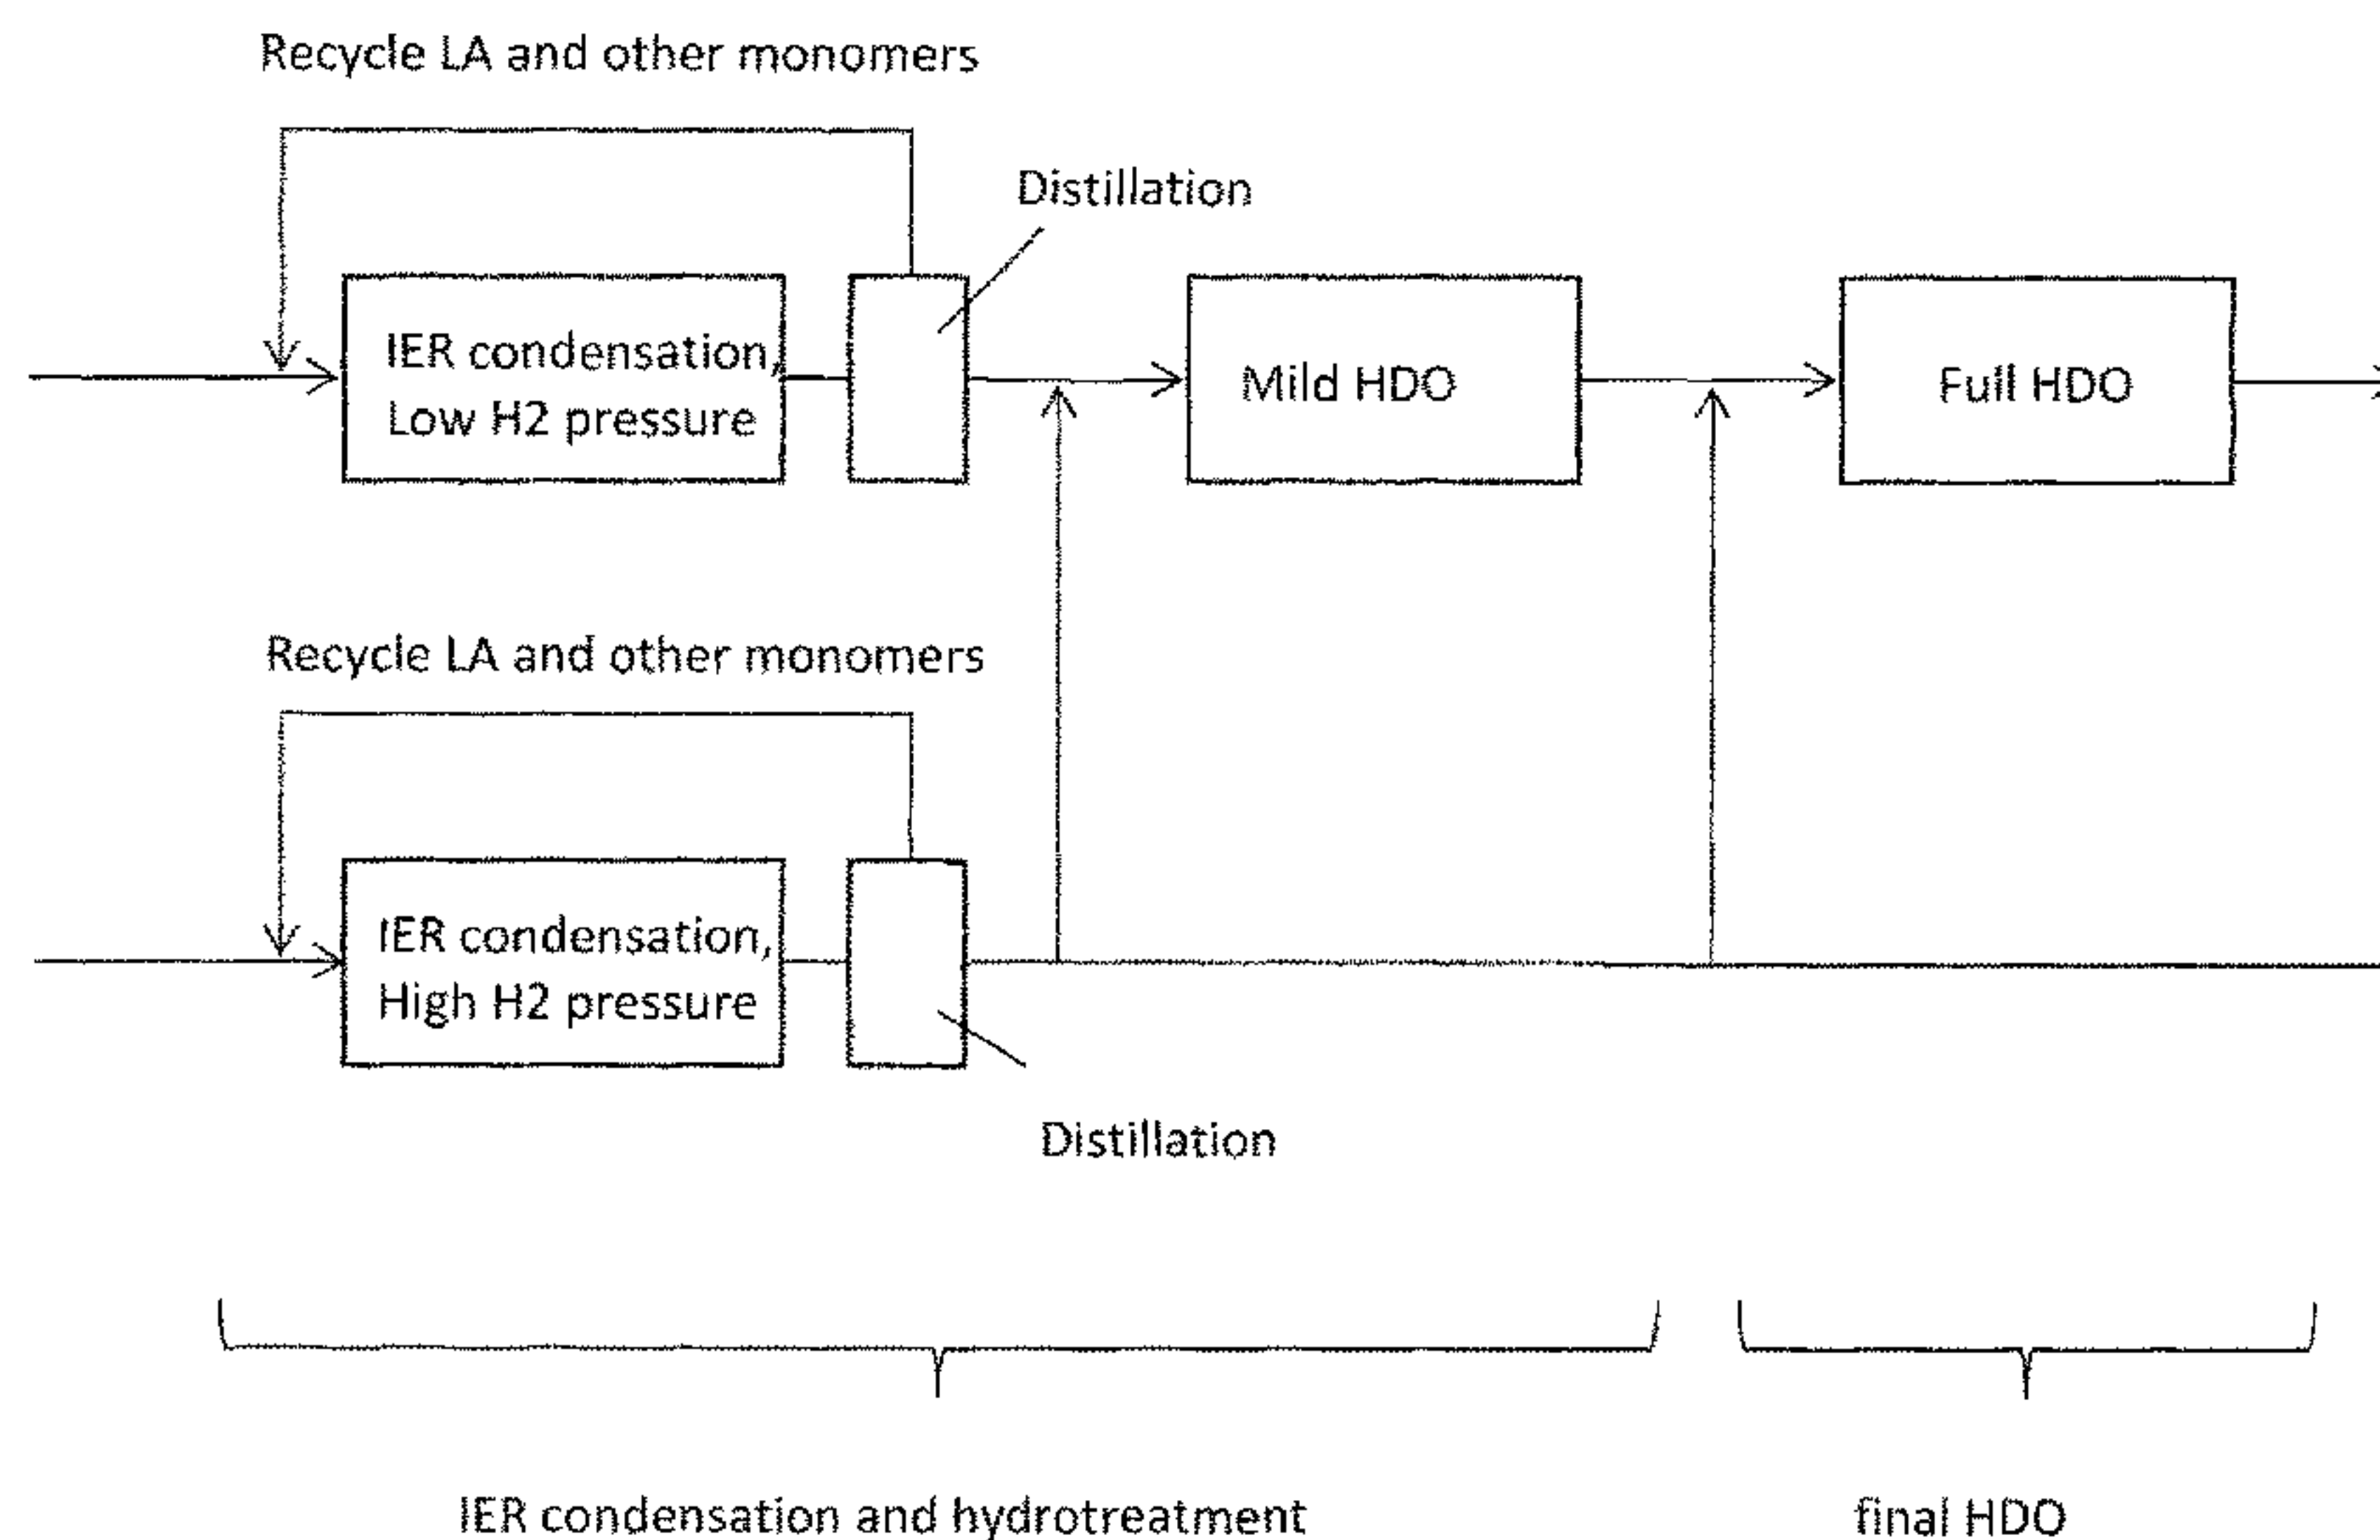 Recycle LA and other monomers
Distillation
IER condensation,
Low H2 pressure
Mild HDO
Full HDO
Recycle LA and other monomers
IER condensation,
High H2 pressure
Distillation
IER condensation and hydrotreatment
final HDO